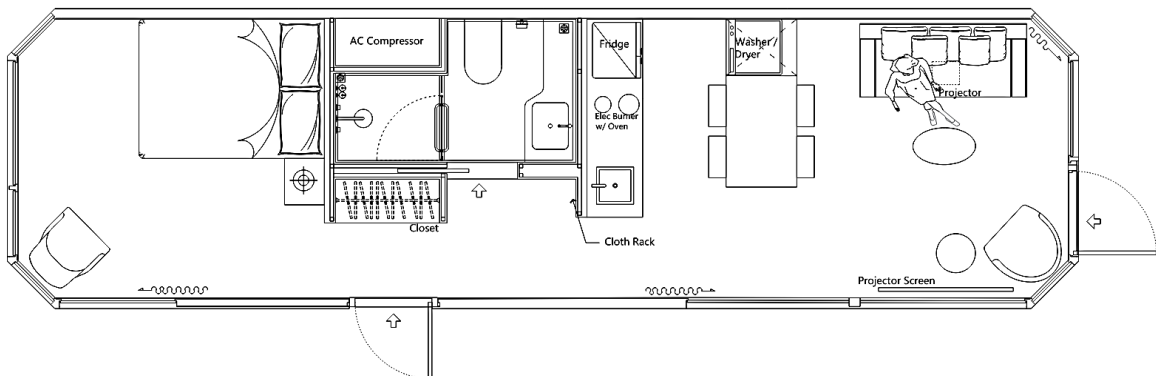 AC Compressor
Fridge
Washer /
Dryer
Projector
Elec Burner
w/ Oven
Closet
Cloth Rack
Projector Screen